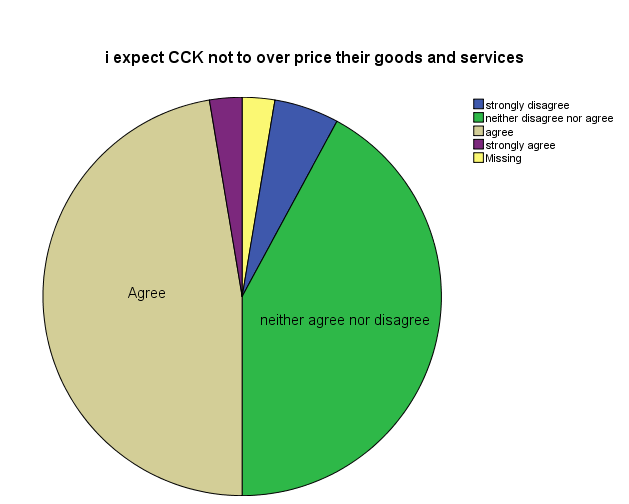 i expect CCK not to over price their goods and services
strongly disagree
neither disagree nor agree
agree
strongly agree
Missing
Agree
neither agree nor disagree